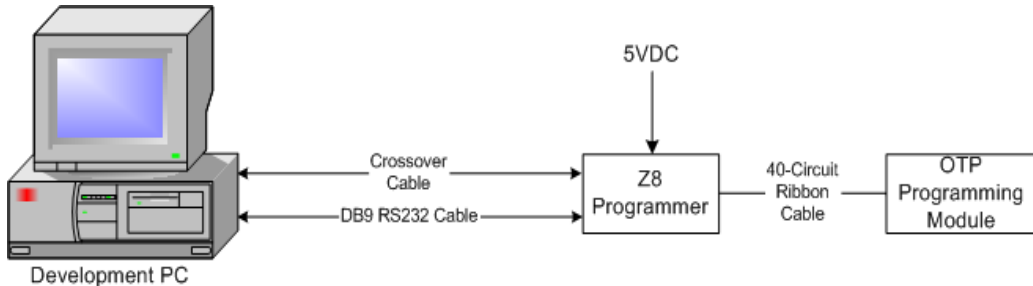 5VDC
Crossover
Cable
DB9 RS232 Cable
Z8
Programmer
40-Circuit
Ribbon
Cable
OTP
Programming
Module
Development PC